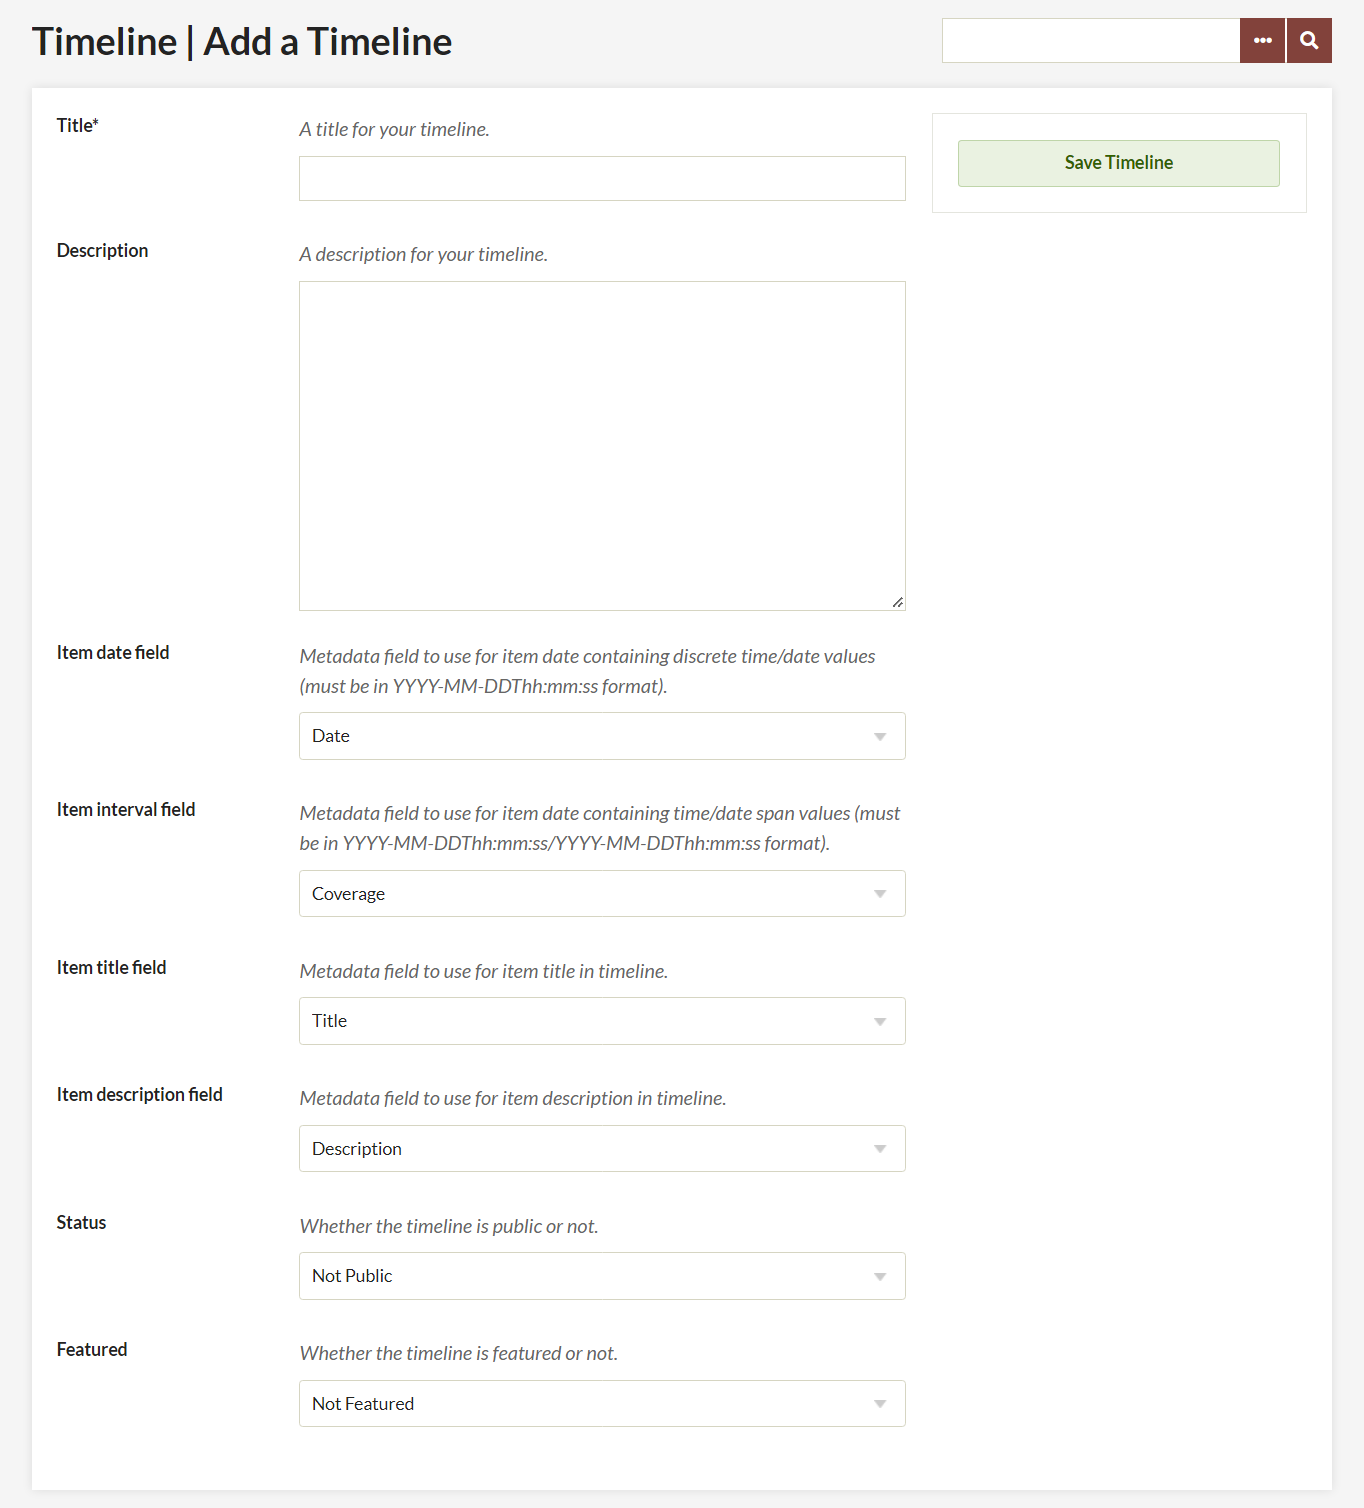 Timeline | Add a Timeline
Title*
A title for your timeline.
Save Timeline
Description
A description for your timeline.
Item date field
Metadata field to use for item date containing discrete time/date values
(must be in YYYY-MM-DDThh:mm:ss format).
Date
Item interval field
Metadata field to use for item date containing time/date span values (must
be in YYYY-MM-DDThh:mm:ss/YYYY-MM-DDThh:mm:ss format).
Coverage
Item title field
Metadata field to use for item title in timeline.
Title
Item description field
Metadata field to use for item description in timeline.
Description
Status
Whether the timeline is public or not.
Not Public
Featured
Whether the timeline is featured or not.
Not Featured